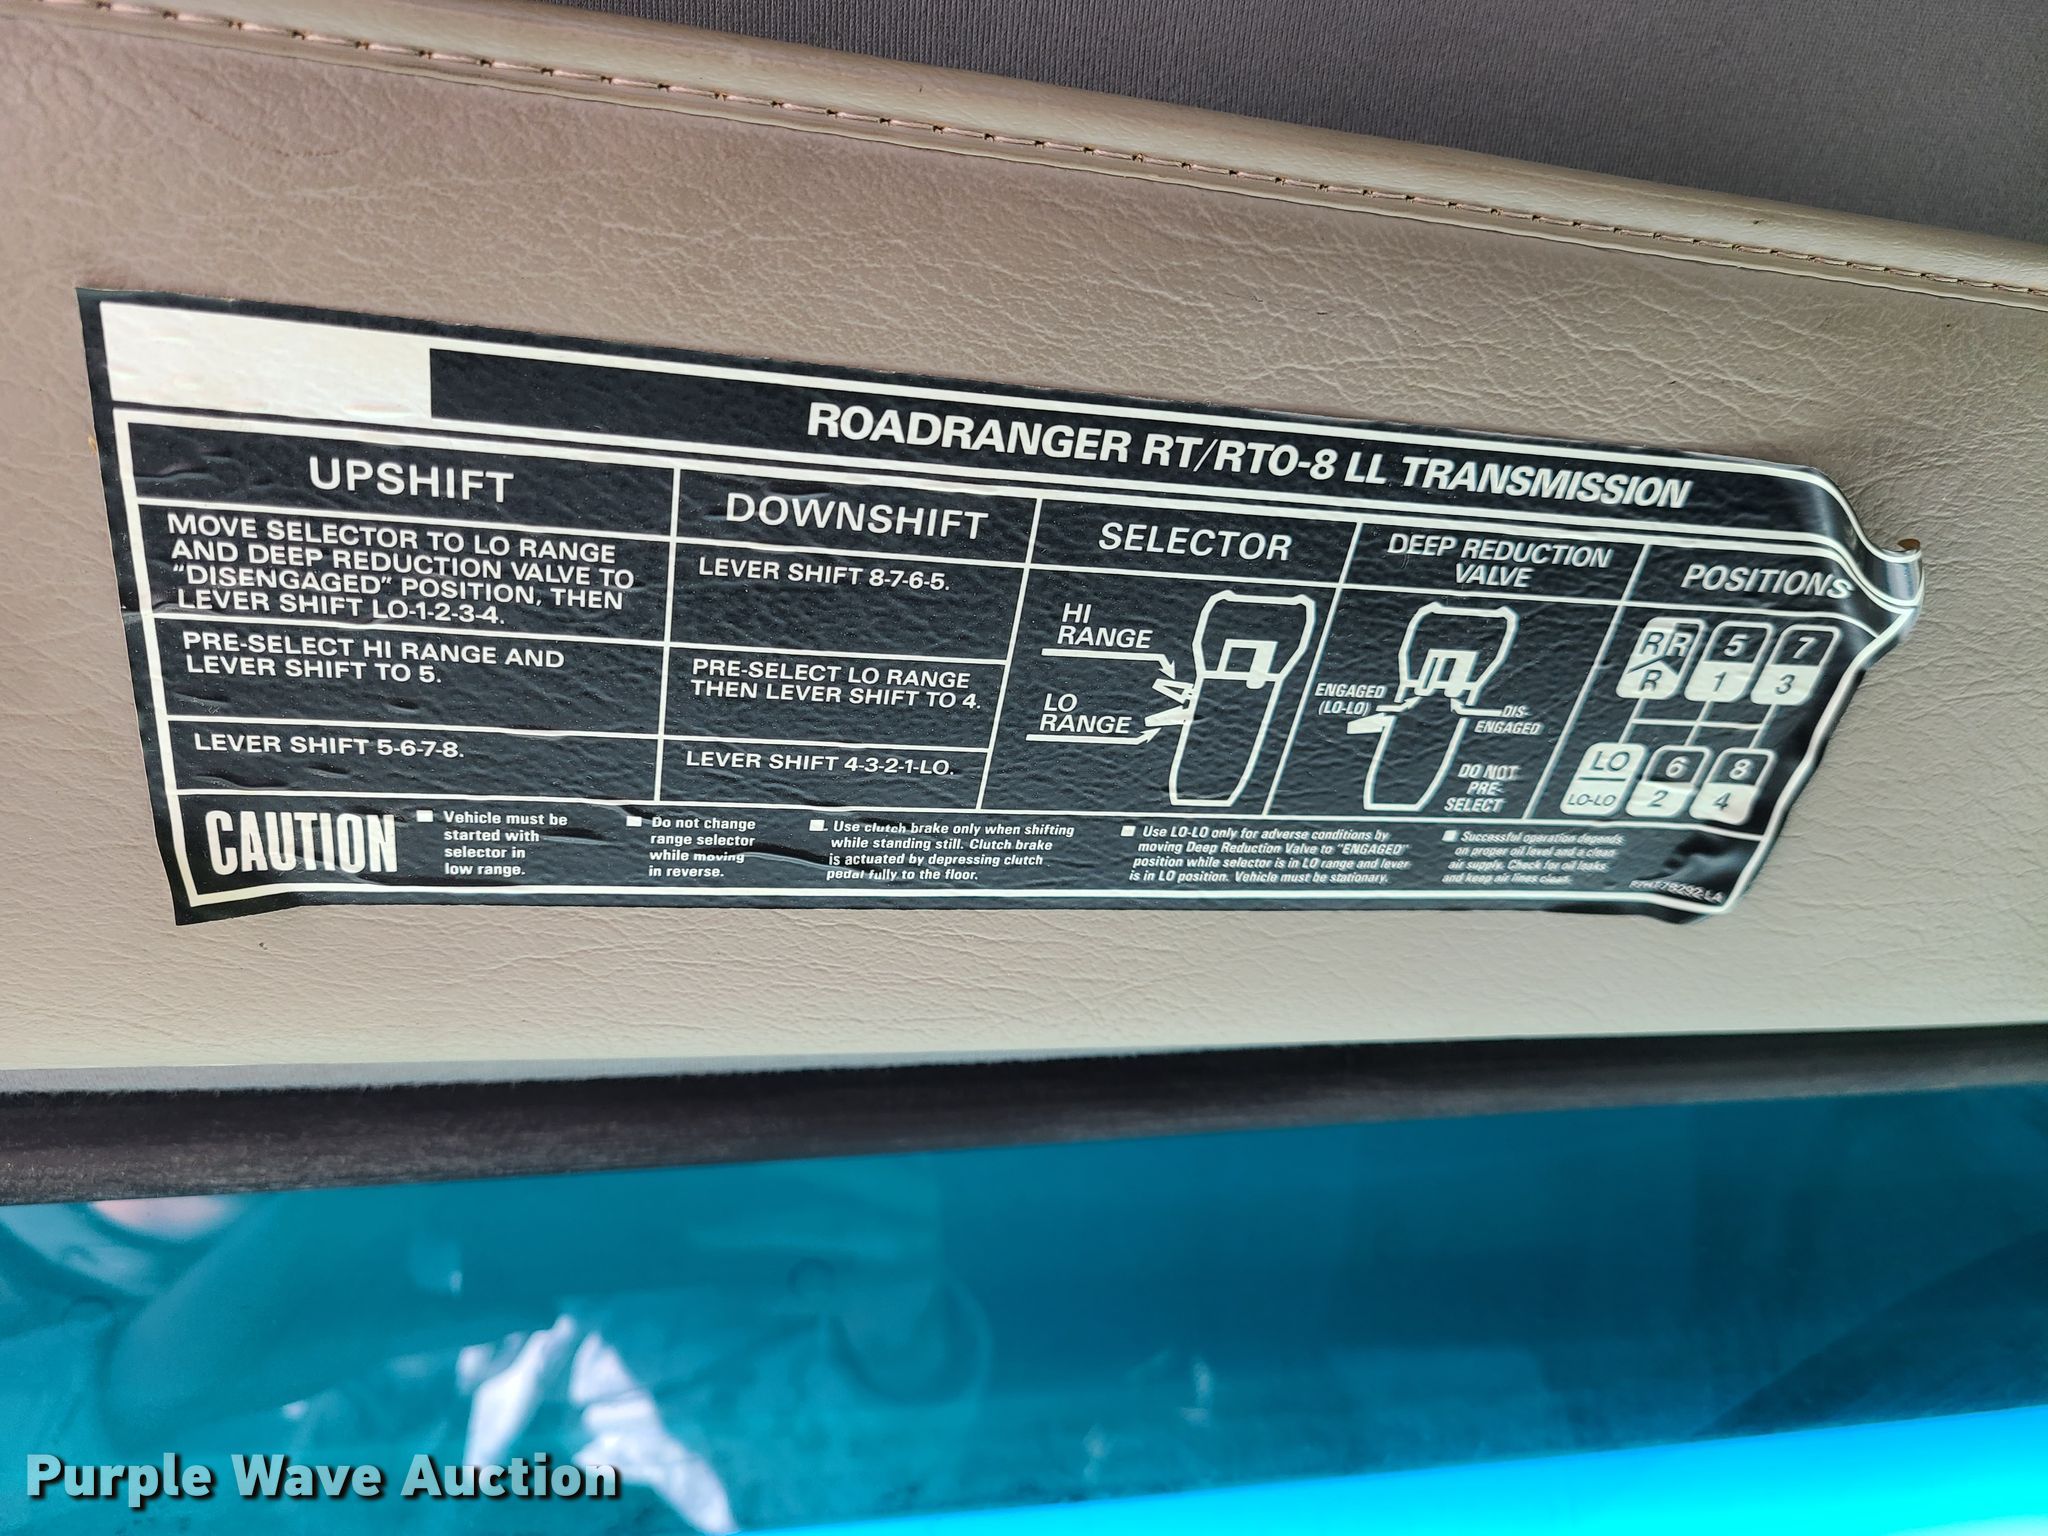 ROADRANGER RT/RTO-8 LL TRANSMISSION
UPSHIFT
MOVE SELECTOR TO LO RANGE
AND DEEP REDUCTION VALVE TO
"DISENGAGED" POSITION, THEN
LEVER SHIFT LO-1-2-3-4.
PRE-SELECT HI RANGE AND
LEVER SHIFT TO 5.
LEVER SHIFT 5-6-7-8.
DOWNSHIFT
LEVER SHIFT 8-7-6-5.
PRE-SELECT LO RANGE
THEN LEVER SHIFT TO 4.
LEVER SHIFT 4-3-2-1-LO.
SELECTOR
HI
RANGE
LO
RANGE
DEEP REDUCTION
VALVE
ENGAGED
(LO-LO)
DIS-
ENGAGED
DO NOT
PRE-
SELECT
POSITIONS
R R 5 7
R 1 3
LO 6 8
LO-LO 2 4
CAUTION
Vehicle must be
started with
selector in
low range.
Do not change
range selector
while moving
in reverse.
Use clutch brake only when shifting
while standing still. Clutch brake
is actuated by depressing clutch
pedal fully to the floor.
Use LO-LO only for adverse conditions by
moving Deep Reduction Valve to "ENGAGED"
position while selector is in LO range and lever
is in LO position. Vehicle must be stationary.
Successful operation depends
on proper oil level and a clean
air supply. Check for oil leaks
and keep air lines clean.
Purple Wave Auction